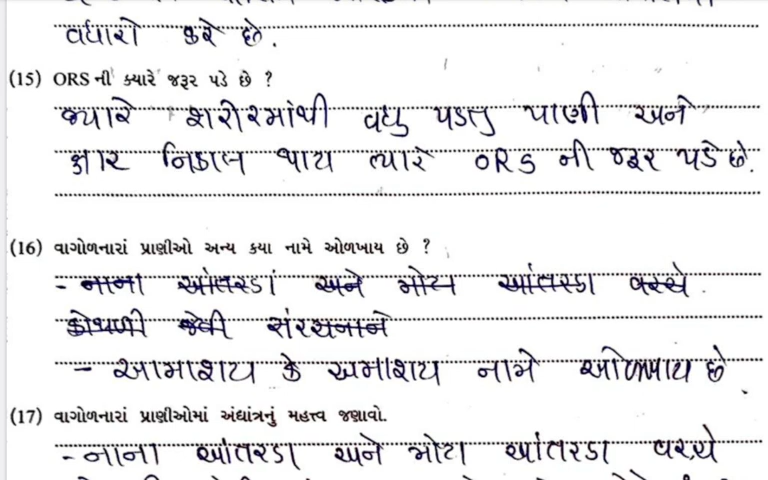 વધારો કરે છે.
(15) ORS ની ક્યારે જરૂર પડે છે ?
જ્યારે શરીરમાંથી વધુ પડતુ પાણી અને
ક્ષાર નિકાલ થાય ત્યારે ORS ની જરૂર પડે છે.
(16) વાગોળનારાં પ્રાણીઓ અન્ય કયા નામે ઓળખાય છે ?
- નાના આંતરડાં અને મોટા આંતરડા વચ્ચે
કોથળી જેવી સંરચનાને
- આમાશય કે અમાશય નામે ઓળખાય છે.
(17) વાગોળનારાં પ્રાણીઓમાં અંધાંત્રનું મહત્ત્વ જણાવો.
- નાના આંતરડા અને મોટા આંતરડા વચ્ચે